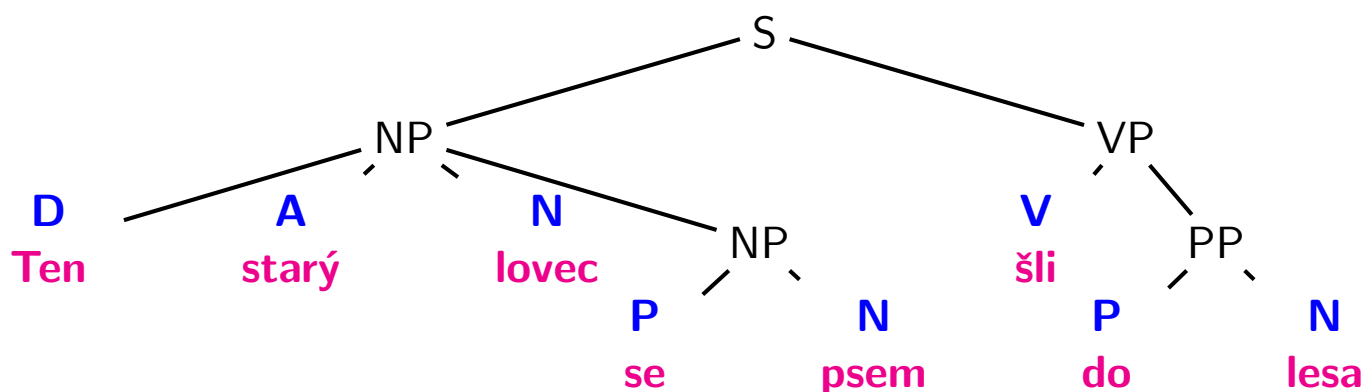 S
NP VP
D A N V
Ten starý lovec NP šli PP
P N P N
se psem do lesa